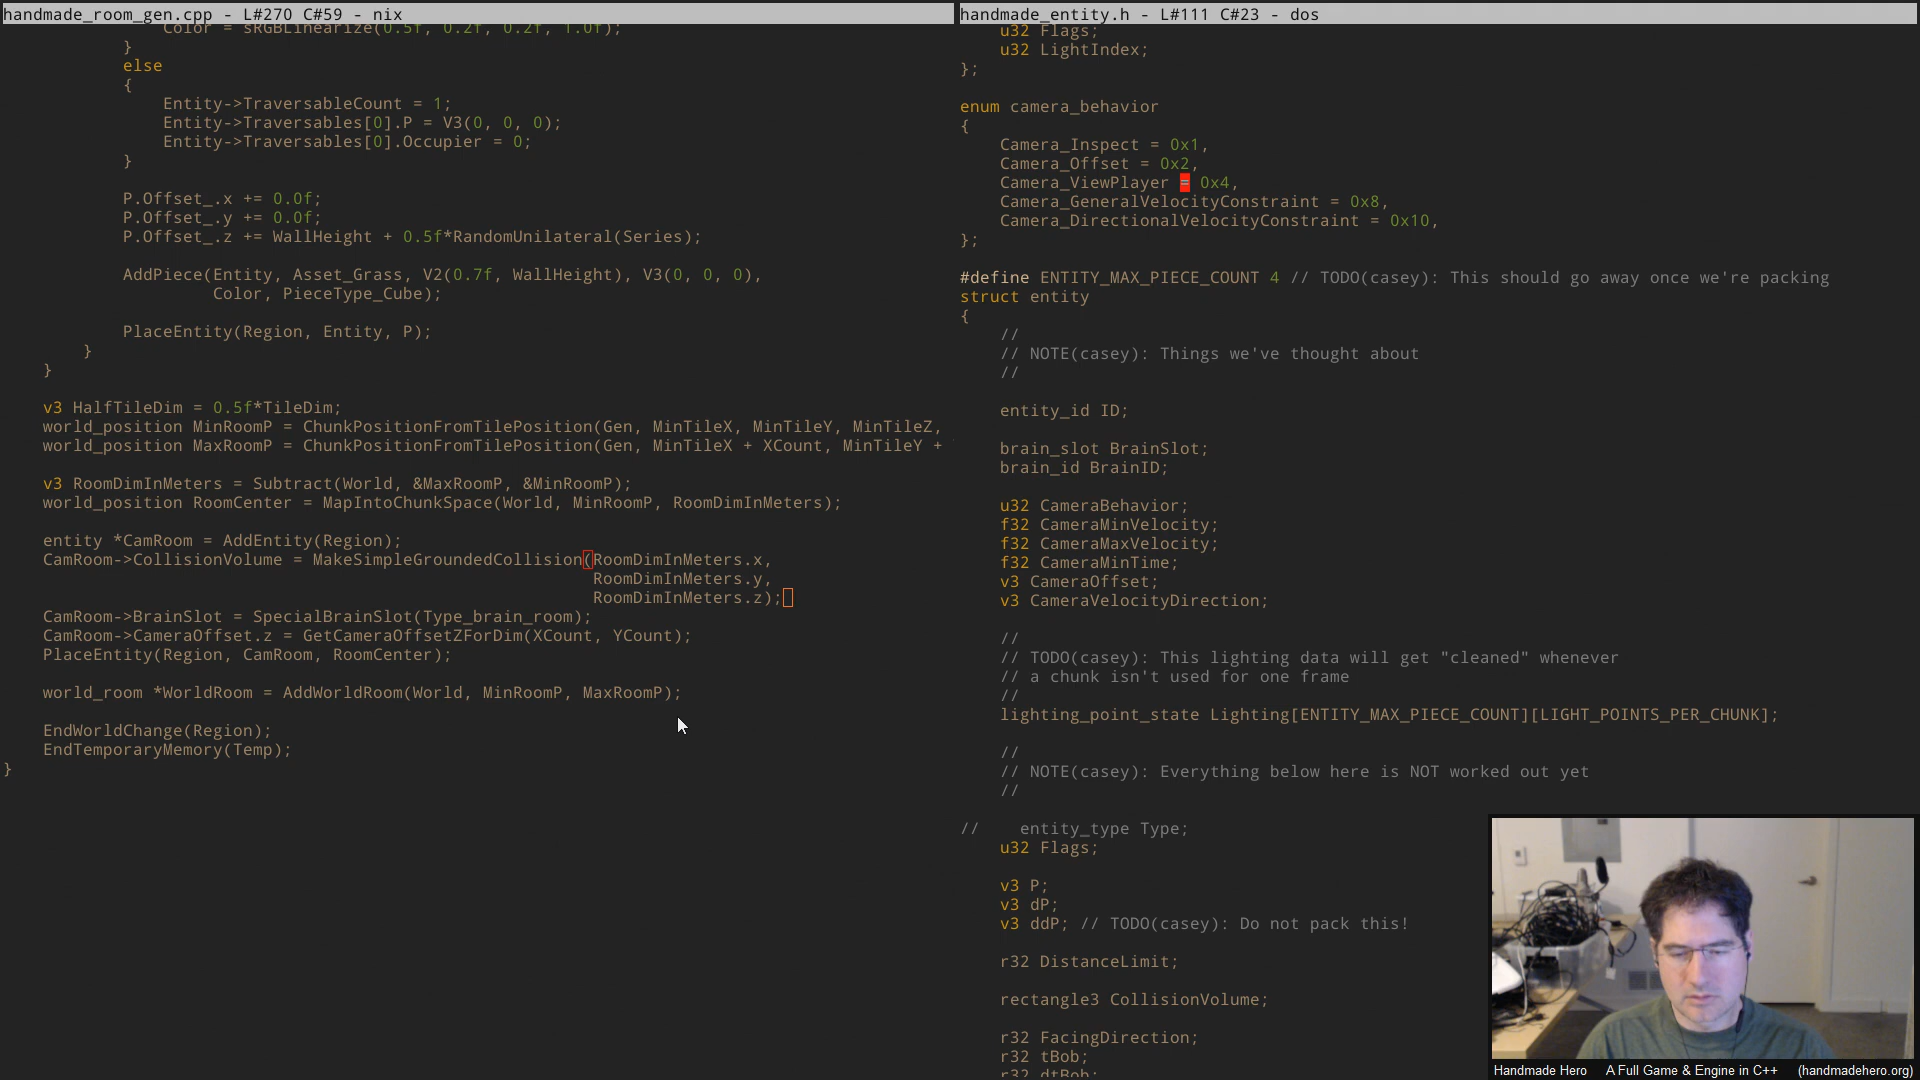 handmade_room_gen.cpp - L#270 C#59 - nix
Color = sRGBLinearize(0.5f, 0.2f, 0.2f, 1.0f);
}
else
{
Entity->TraversableCount = 1;
Entity->Traversables[0].P = V3(0, 0, 0);
Entity->Traversables[0].Occupier = 0;
}
P.Offset_.x += 0.0f;
P.Offset_.y += 0.0f;
P.Offset_.z += WallHeight + 0.5f*RandomUnilateral(Series);
AddPiece(Entity, Asset_Grass, V2(0.7f, WallHeight), V3(0, 0, 0),
Color, PieceType_Cube);
PlaceEntity(Region, Entity, P);
}
}
v3 HalfTileDim = 0.5f*TileDim;
world_position MinRoomP = ChunkPositionFromTilePosition(Gen, MinTileX, MinTileY, MinTileZ,
world_position MaxRoomP = ChunkPositionFromTilePosition(Gen, MinTileX + XCount, MinTileY +
v3 RoomDimInMeters = Subtract(World, &MaxRoomP, &MinRoomP);
world_position RoomCenter = MapIntoChunkSpace(World, MinRoomP, RoomDimInMeters);
entity *CamRoom = AddEntity(Region);
CamRoom->CollisionVolume = MakeSimpleGroundedCollision(RoomDimInMeters.x,
RoomDimInMeters.y,
RoomDimInMeters.z);
CamRoom->BrainSlot = SpecialBrainSlot(Type_brain_room);
CamRoom->CameraOffset.z = GetCameraOffsetZForDim(XCount, YCount);
PlaceEntity(Region, CamRoom, RoomCenter);
world_room *WorldRoom = AddWorldRoom(World, MinRoomP, MaxRoomP);
EndWorldChange(Region);
EndTemporaryMemory(Temp);
}
handmade_entity.h - L#111 C#23 - dos
u32 Flags;
u32 LightIndex;
};
enum camera_behavior
{
Camera_Inspect = 0x1,
Camera_Offset = 0x2,
Camera_ViewPlayer = 0x4,
Camera_GeneralVelocityConstraint = 0x8,
Camera_DirectionalVelocityConstraint = 0x10,
};
#define ENTITY_MAX_PIECE_COUNT 4 // TODO(casey): This should go away once we're packing
struct entity
{
//
// NOTE(casey): Things we've thought about
//
entity_id ID;
brain_slot BrainSlot;
brain_id BrainID;
u32 CameraBehavior;
f32 CameraMinVelocity;
f32 CameraMaxVelocity;
f32 CameraMinTime;
v3 CameraOffset;
v3 CameraVelocityDirection;
//
// TODO(casey): This lighting data will get "cleaned" whenever
// a chunk isn't used for one frame
//
lighting_point_state Lighting[ENTITY_MAX_PIECE_COUNT][LIGHT_POINTS_PER_CHUNK];
//
// NOTE(casey): Everything below here is NOT worked out yet
//
// entity_type Type;
u32 Flags;
v3 P;
v3 dP;
v3 ddP; // TODO(casey): Do not pack this!
r32 DistanceLimit;
rectangle3 CollisionVolume;
r32 FacingDirection;
r32 tBob;
r32 dtBob;
Handmade Hero A Full Game & Engine in C++ (handmadehero.org)